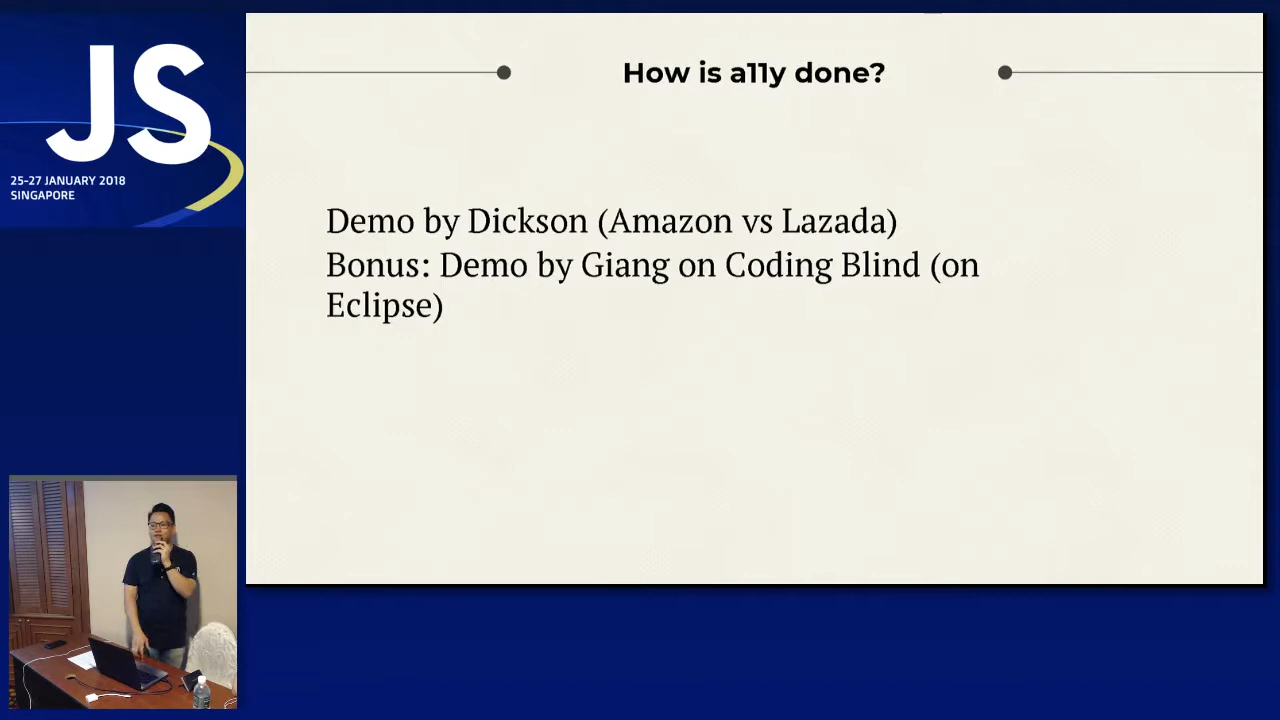 JS
25-27 JANUARY 2018
SINGAPORE
How is a11y done?
Demo by Dickson (Amazon vs Lazada)
Bonus: Demo by Giang on Coding Blind (on
Eclipse)